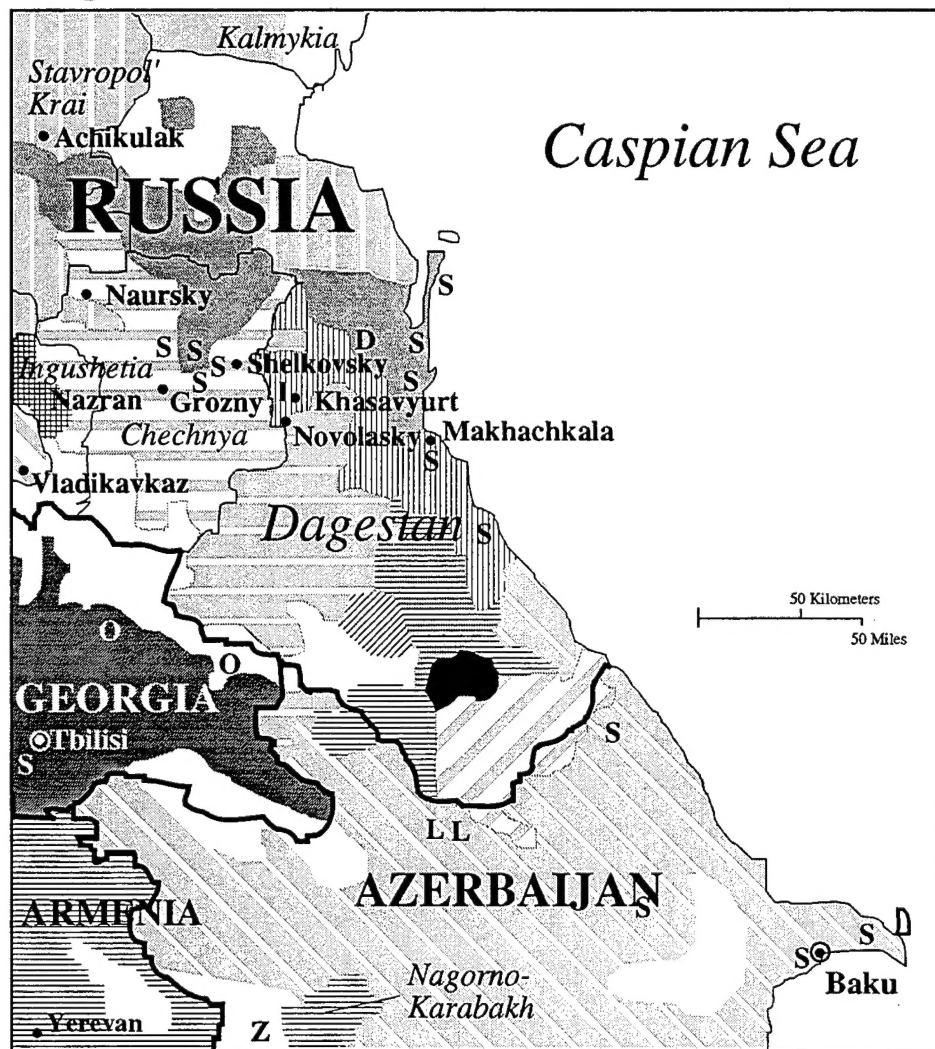 Kalmykia
Stavropol'
Krai
Achikulak
Caspian Sea
RUSSIA
S
Naursky
D
S
S
S
S
Shelkovsky
Ingushetia
S
S
Nazran
Grozny
I
Khasavyurt
Chechnya
Novolasky
Makhachkala
S
Vladikavkaz
Dagestan
S
50 Kilometers
50 Miles
O
O
GEORGIA
Tbilisi
S
S
L L
AZERBAIJAN
S
ARMENIA
S
S
Baku
Nagorno-
Karabakh
Yerevan
Z